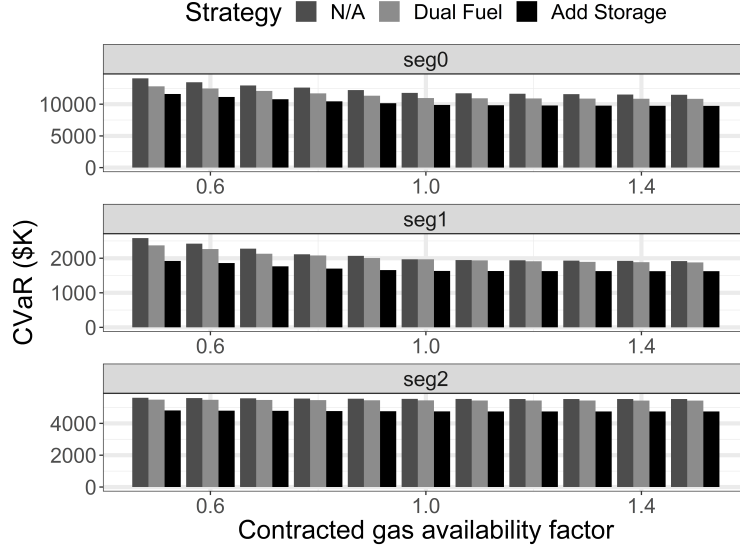 Strategy N/A Dual Fuel Add Storage
seg0
10000
5000
0
0.6 1.0 1.4
seg1
2000
1000
0
0.6 1.0 1.4
seg2
4000
2000
0
0.6 1.0 1.4
CVaR ($K)
Contracted gas availability factor